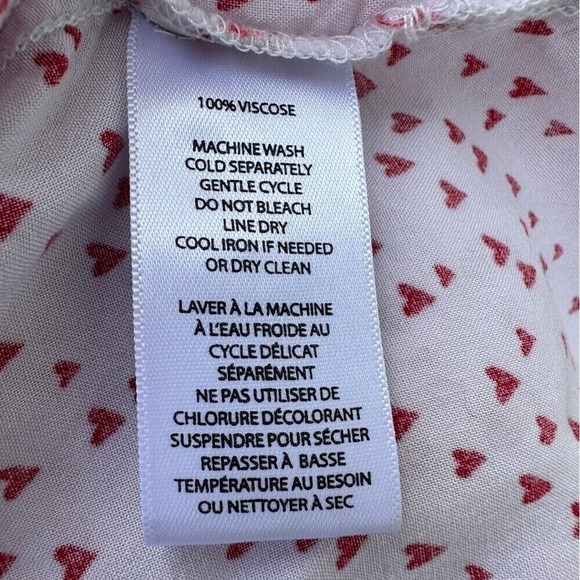 100% VISCOSE
MACHINE WASH
COLD SEPARATELY
GENTLE CYCLE
DO NOT BLEACH
LINE DRY
COOL IRON IF NEEDED
OR DRY CLEAN
LAVER À LA MACHINE
À L'EAU FROIDE AU
CYCLE DÉLICAT
SÉPARÉMENT
NE PAS UTILISER DE
CHLORURE DÉCOLORANT
SUSPENDRE POUR SÉCHER
REPASSER À BASSE
TEMPÉRATURE AU BESOIN
OU NETTOYER À SEC